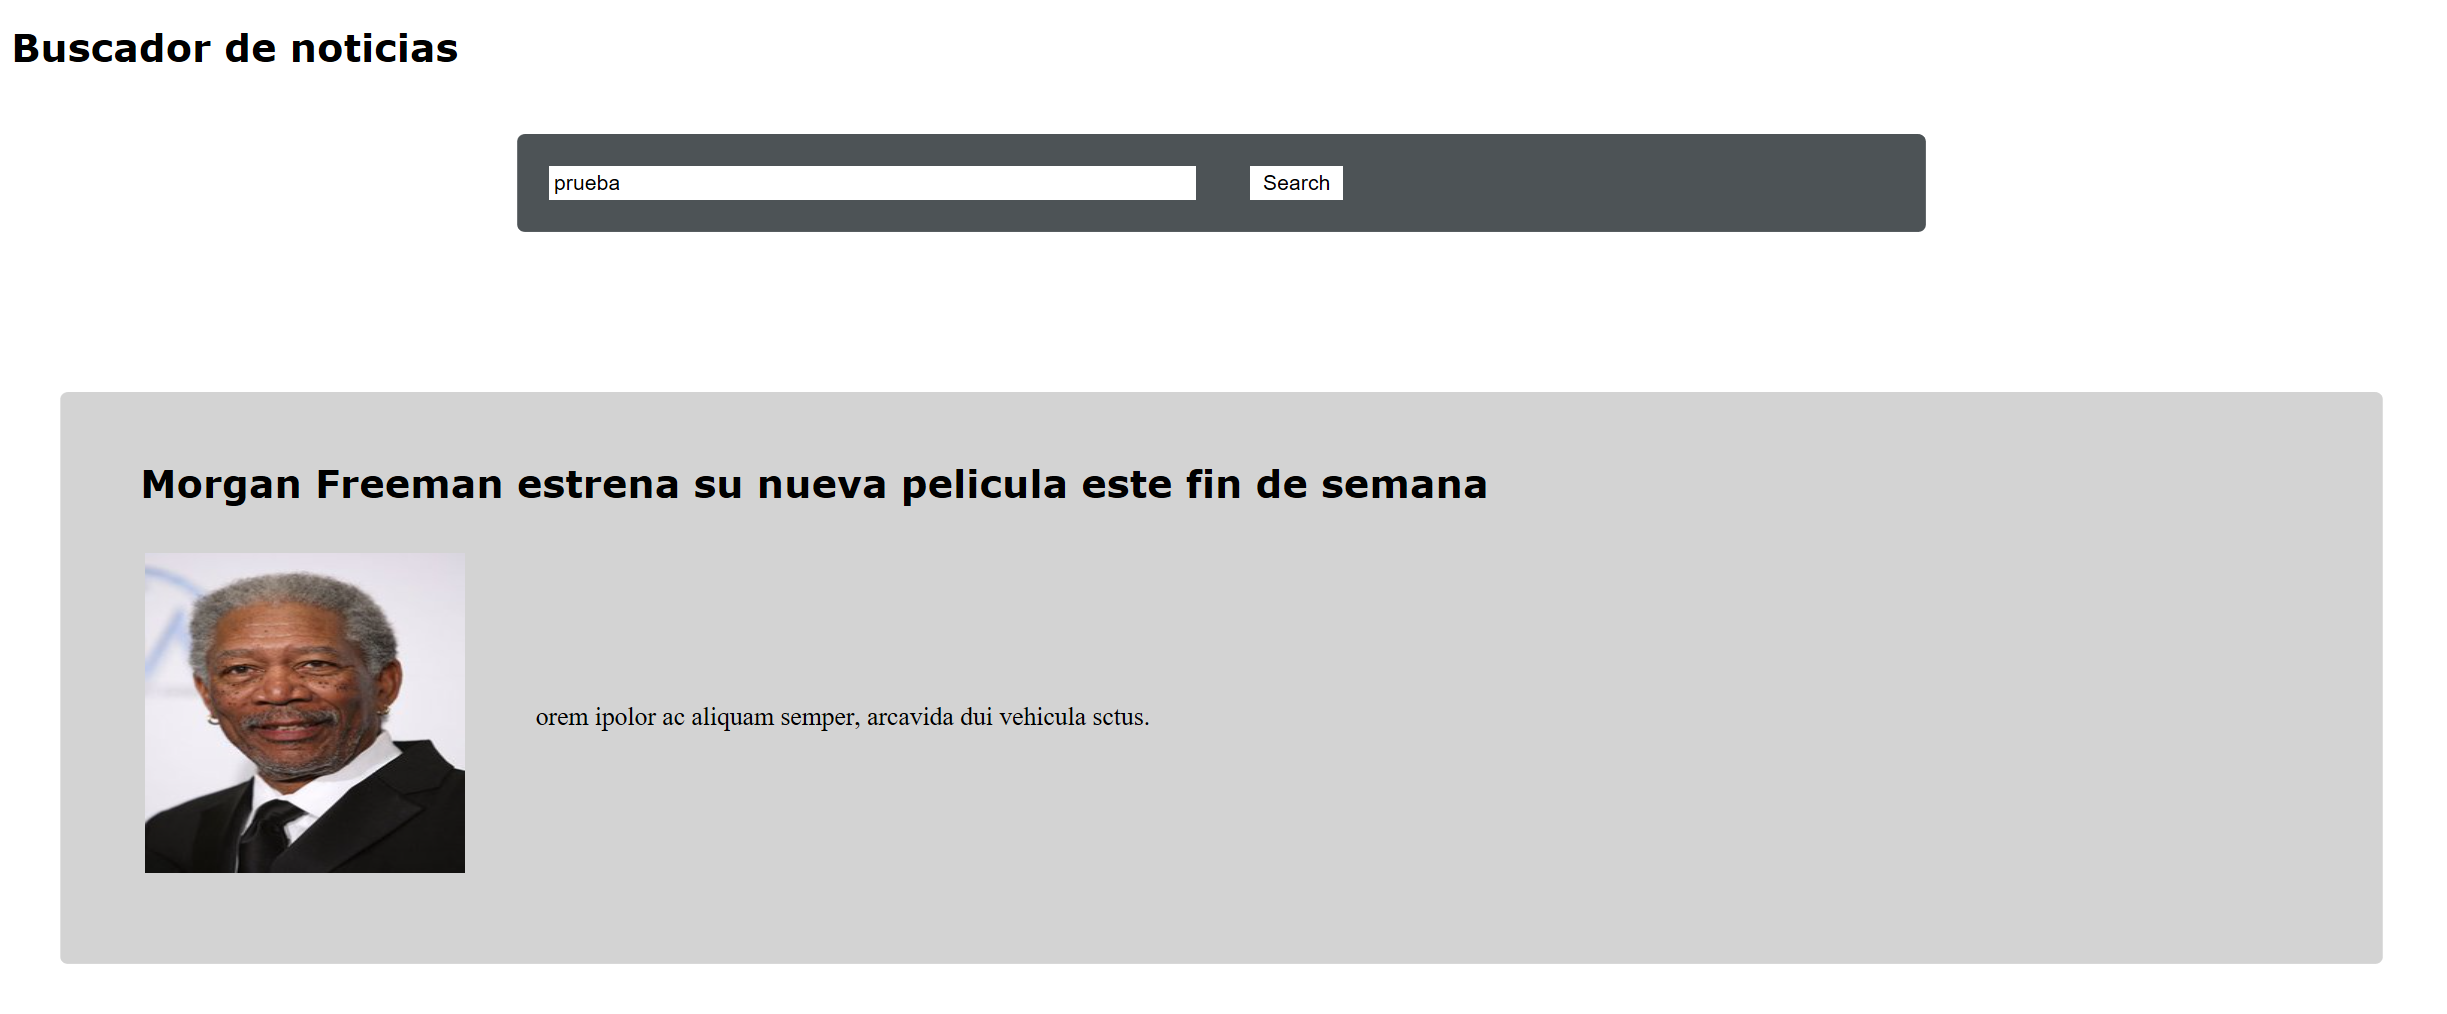 Buscador de noticias
prueba
Search
Morgan Freeman estrena su nueva pelicula este fin de semana
orem ipolor ac aliquam semper, arcavida dui vehicula sctus.